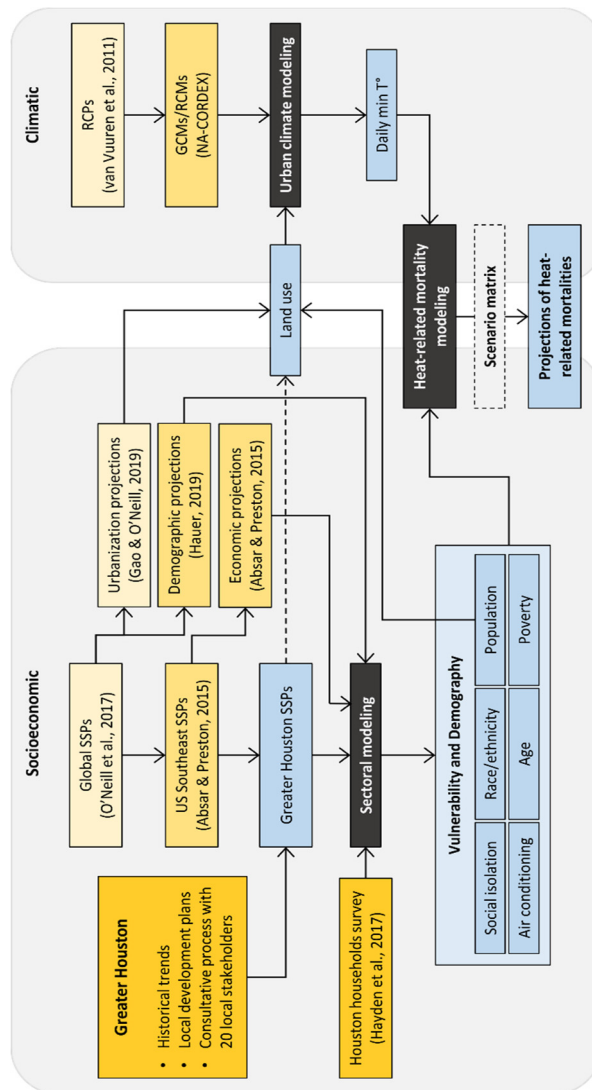 Socioeconomic
Greater Houston
• Historical trends
• Local development plans
• Consultative process with
20 local stakeholders
Global SSPs
(O'Neill et al., 2017)
US Southeast SSPs
(Absar & Preston, 2015)
Greater Houston SSPs
Urbanization projections
(Gao & O'Neill, 2019)
Demographic projections
(Hauer, 2019)
Economic projections
(Absar & Preston, 2015)
Houston households survey
(Hayden et al., 2017)
Sectoral modeling
Vulnerability and Demography
Social isolation
Race/ethnicity
Population
Air conditioning
Age
Poverty
Land use
Climatic
RCPs
(van Vuuren et al., 2011)
GCMs/RCMs
(NA-CORDEX)
Urban climate modeling
Daily min T°
Heat-related mortality
modeling
Scenario matrix
Projections of heat-
related mortalities